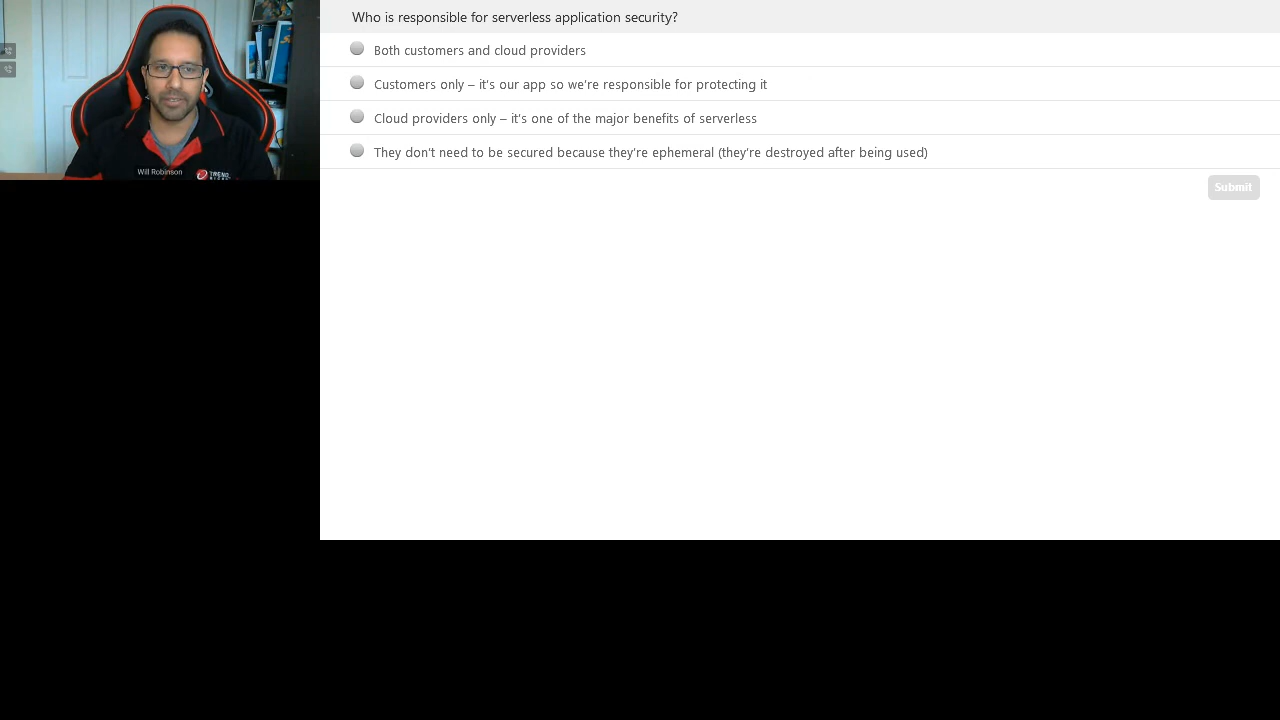 Who is responsible for serverless application security?
Both customers and cloud providers
Customers only – it's our app so we're responsible for protecting it
Cloud providers only – it's one of the major benefits of serverless
They don't need to be secured because they're ephemeral (they're destroyed after being used)
Submit
Will Robinson
TREND